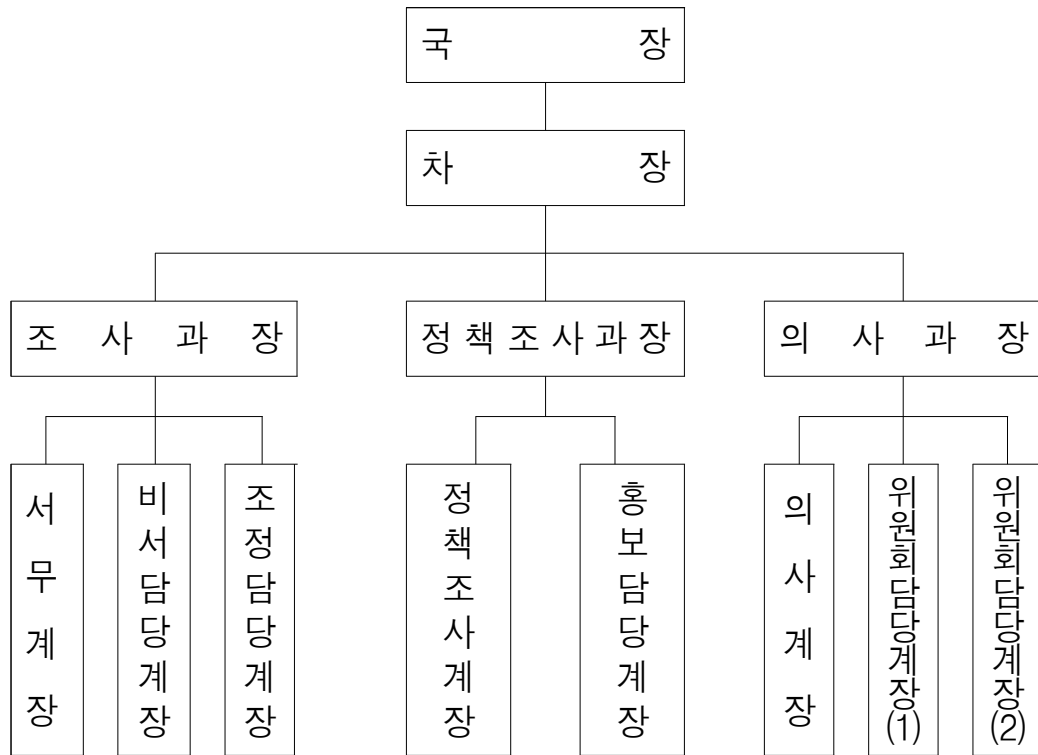 국 장
차 장
조 사 과 장
정 책 조 사 과 장
의 사 과 장
서무계장
비서담당계장
조정담당계장
정책조사계장
홍보담당계장
의사계장
위원회담당계장(1)
위원회담당계장(2)